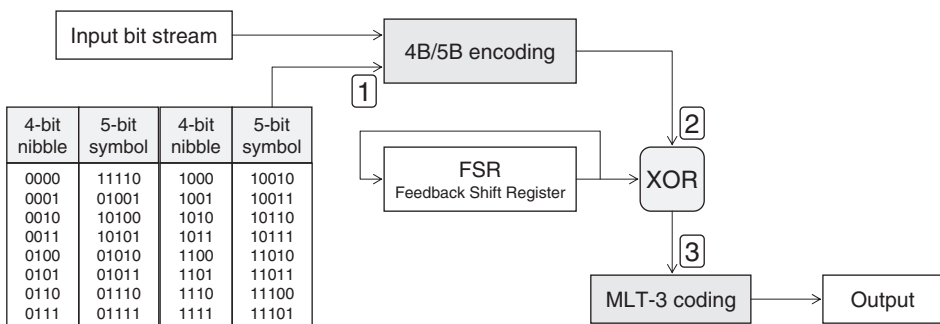 Input bit stream
4B/5B encoding
1
4-bit nibble 5-bit symbol 4-bit nibble 5-bit symbol
0000 11110 1000 10010
0001 01001 1001 10011
0010 10100 1010 10110
0011 10101 1011 10111
0100 01010 1100 11010
0101 01011 1101 11011
0110 01110 1110 11100
0111 01111 1111 11101
2
FSR
Feedback Shift Register
XOR
3
MLT-3 coding
Output